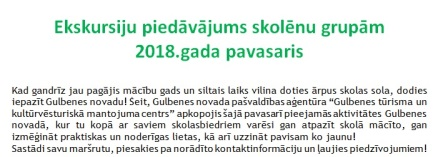 Ekskursiju piedāvājums skolēnu grupām
2018.gada pavasaris
Kad gandrīz jau pagājis mācību gads un siltais laiks vilina doties ārpus skolas sola, dodies
iepazīt Gulbenes novadu! Šeit, Gulbenes novada pašvaldības aģentūra “Gulbenes tūrisma un
kultūrvēsturiskā mantojuma centrs” apkopojis šajā pavasarī pieejamās aktivitātes Gulbenes
novadā, kur tu kopā ar saviem skolasbiedriem varēsi gan atpazīt skolā mācīto, gan
izmēģināt praktiskas un noderīgas lietas, kā arī uzzināt pavisam ko jaunu!
Sastādi savu maršrutu, piesakies pa norādīto kontaktinformāciju un ļaujies piedzīvojumiem!